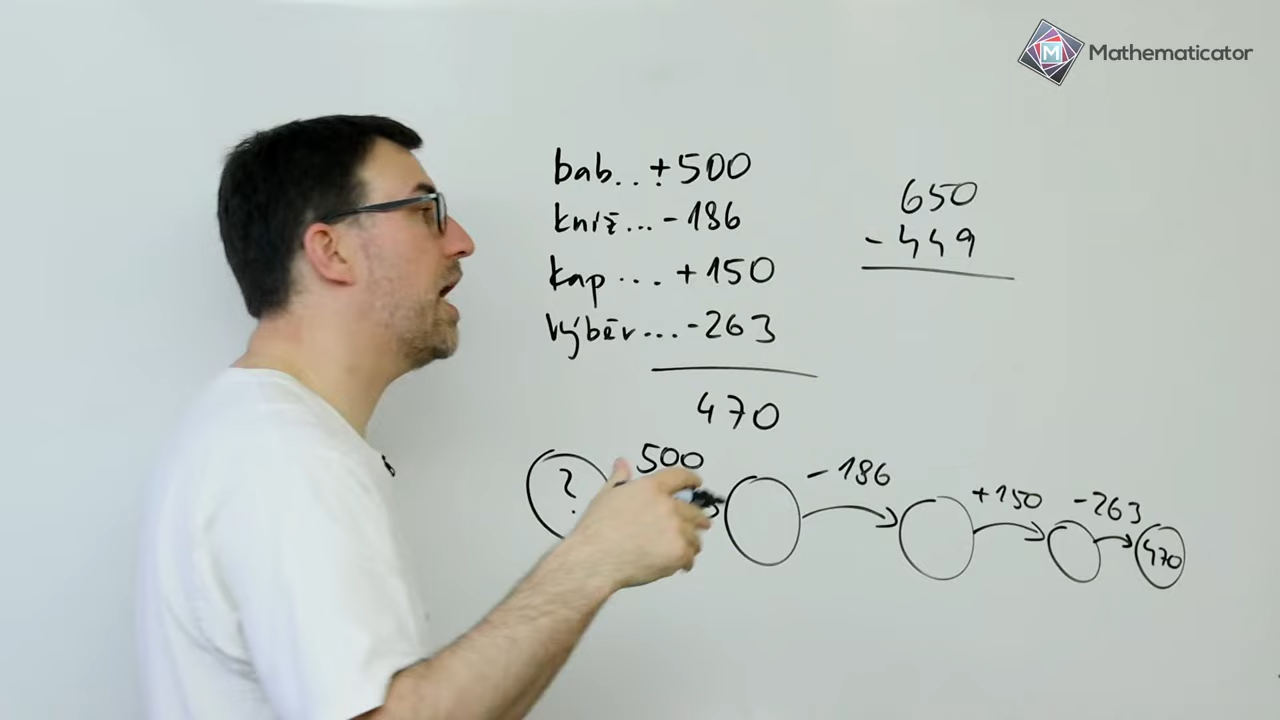 Mathematicator
bab..+500
kniž...-186
kap....+150
výběr...-263
470
650
-449
? 500 -186 +150 -263 470